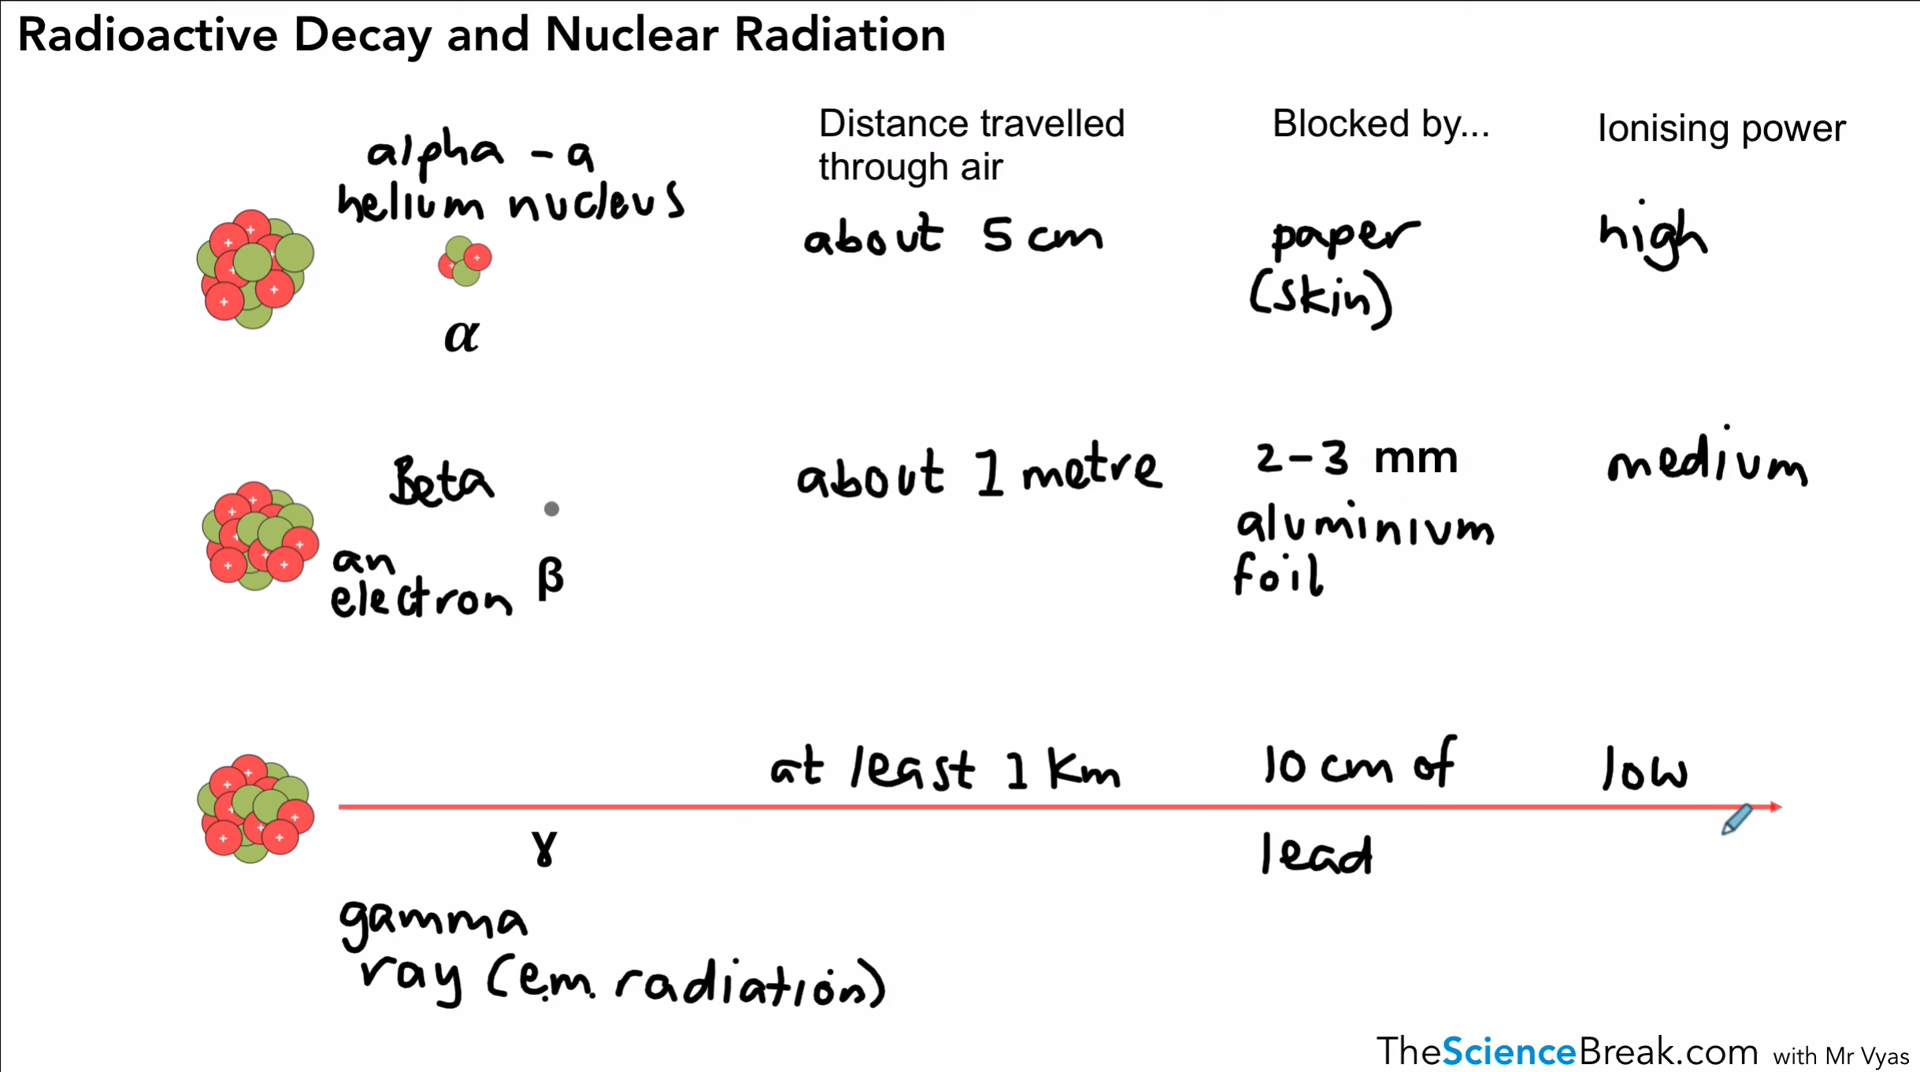 Radioactive Decay and Nuclear Radiation
Distance travelled
through air
Blocked by...
Ionising power
alpha - a
helium nucleus
α
about 5 cm
paper
(skin)
high
Beta
an
electron
β
about 1 metre
2-3 mm
aluminium
foil
medium
γ
gamma
ray (e.m. radiation)
at least 1 Km
10 cm of
lead
low
TheScienceBreak.com with Mr Vyas